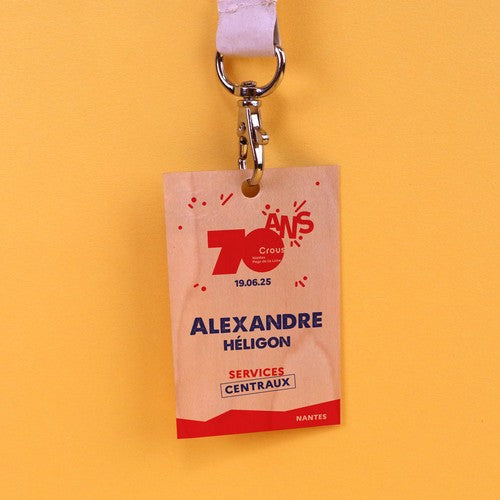 ANS
70
Crous
Nantes
Pays de la Loire
19.06.25
ALEXANDRE
HÉLIGON
SERVICES
CENTRAUX
NANTES